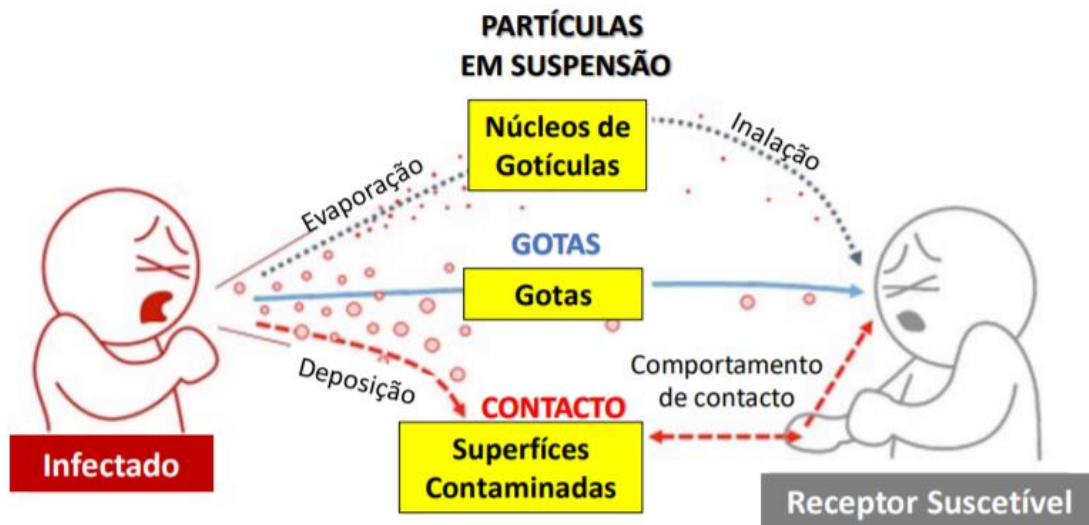 PARTÍCULAS
EM SUSPENSÃO
Núcleos de
Gotículas
Evaporação
Inalação
GOTAS
Gotas
Deposição
CONTACTO
Superfíces
Contaminadas
Comportamento
de contacto
Infectado
Receptor Suscetível